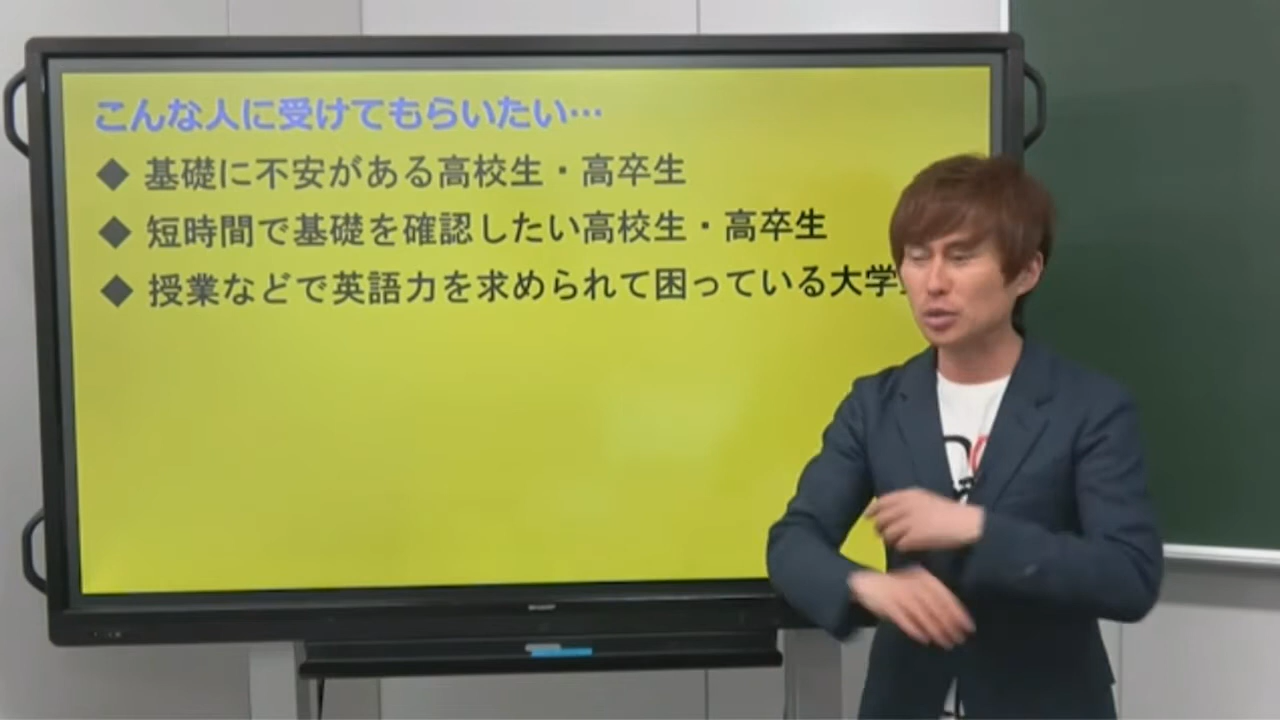 こんな人に受けてもらいたい…
◆ 基礎に不安がある高校生・高卒生
◆ 短時間で基礎を確認したい高校生・高卒生
◆ 授業などで英語力を求められて困っている大学
SHARP